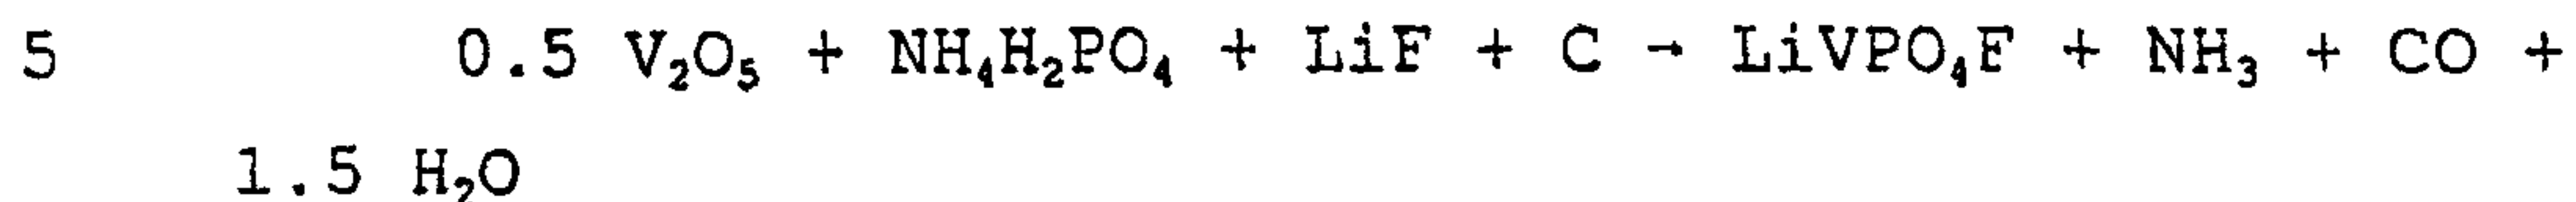 5 0.5 V₂O₅ + NH₄H₂PO₄ + LiF + C → LiVPO₄F + NH₃ + CO +
1.5 H₂O